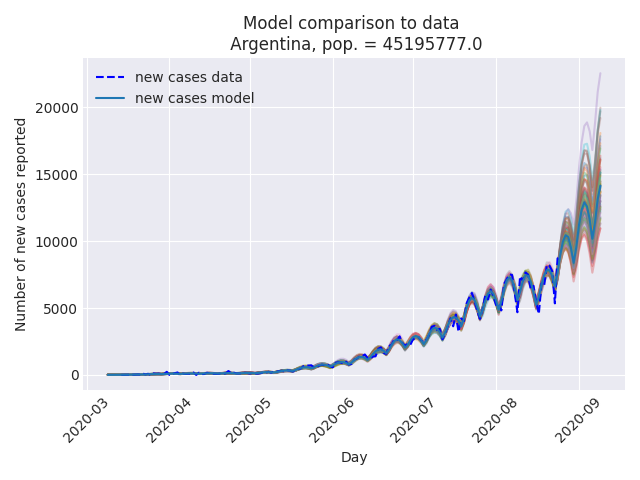 Model comparison to data
Argentina, pop. = 45195777.0
new cases data
new cases model
Number of new cases reported
20000
15000
10000
5000
0
2020-03
2020-04
2020-05
2020-06
2020-07
2020-08
2020-09
Day